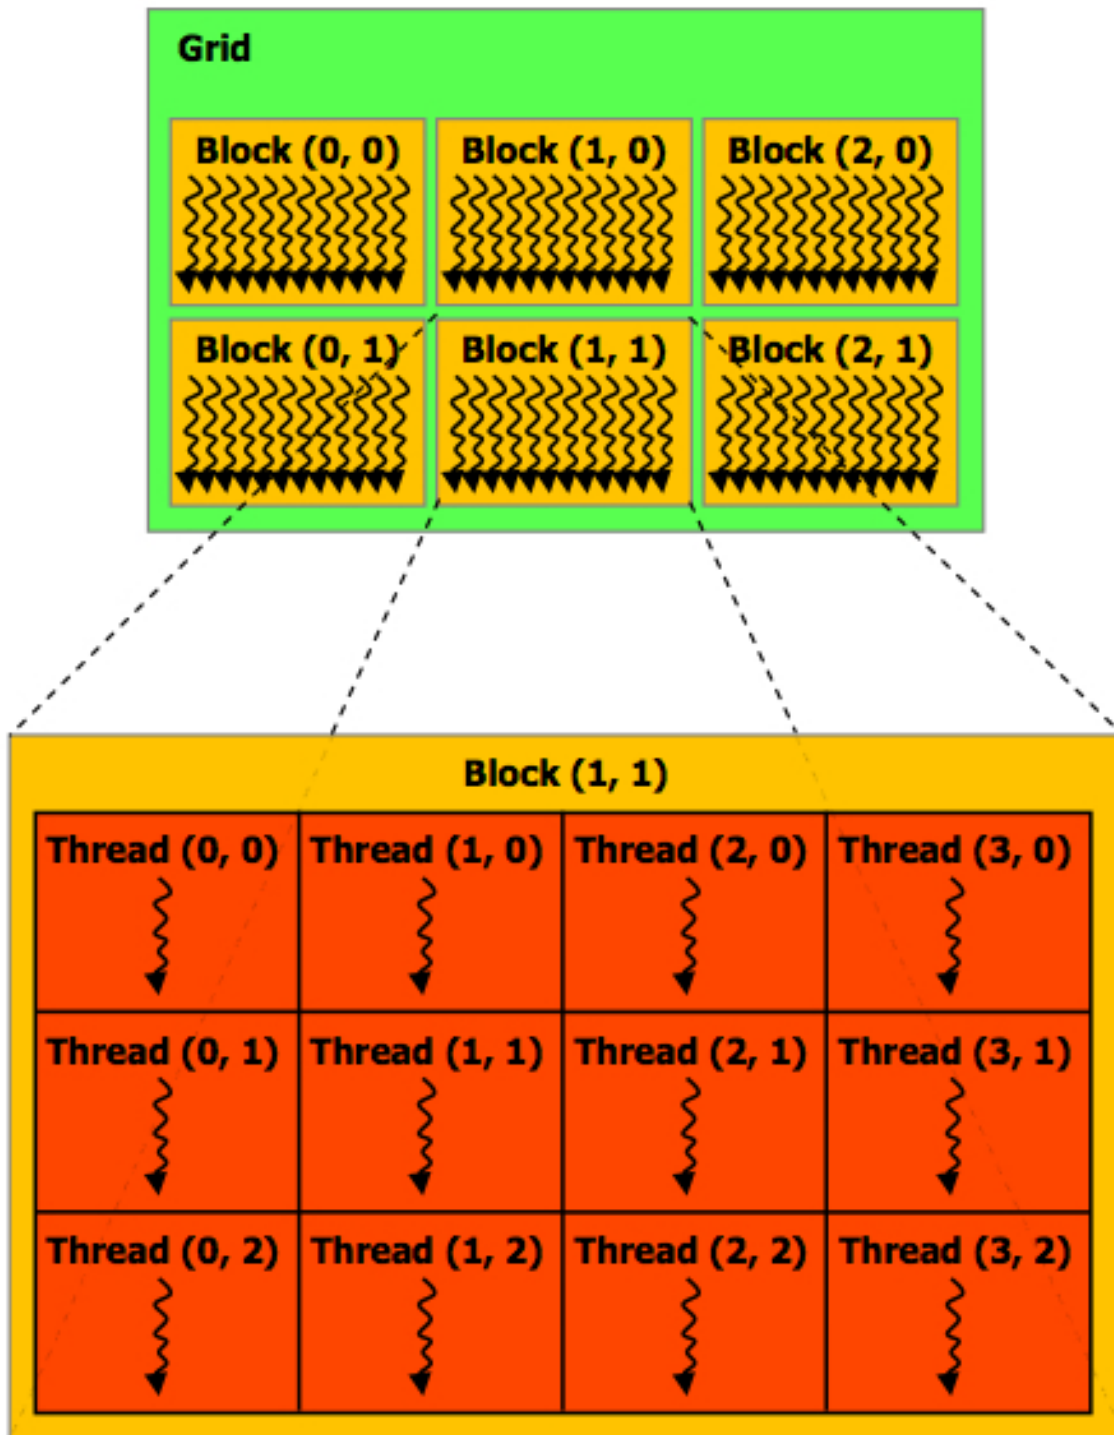 Grid
Block (0, 0) Block (1, 0) Block (2, 0)
Block (0, 1) Block (1, 1) Block (2, 1)
Block (1, 1)
Thread (0, 0) Thread (1, 0) Thread (2, 0) Thread (3, 0)
Thread (0, 1) Thread (1, 1) Thread (2, 1) Thread (3, 1)
Thread (0, 2) Thread (1, 2) Thread (2, 2) Thread (3, 2)